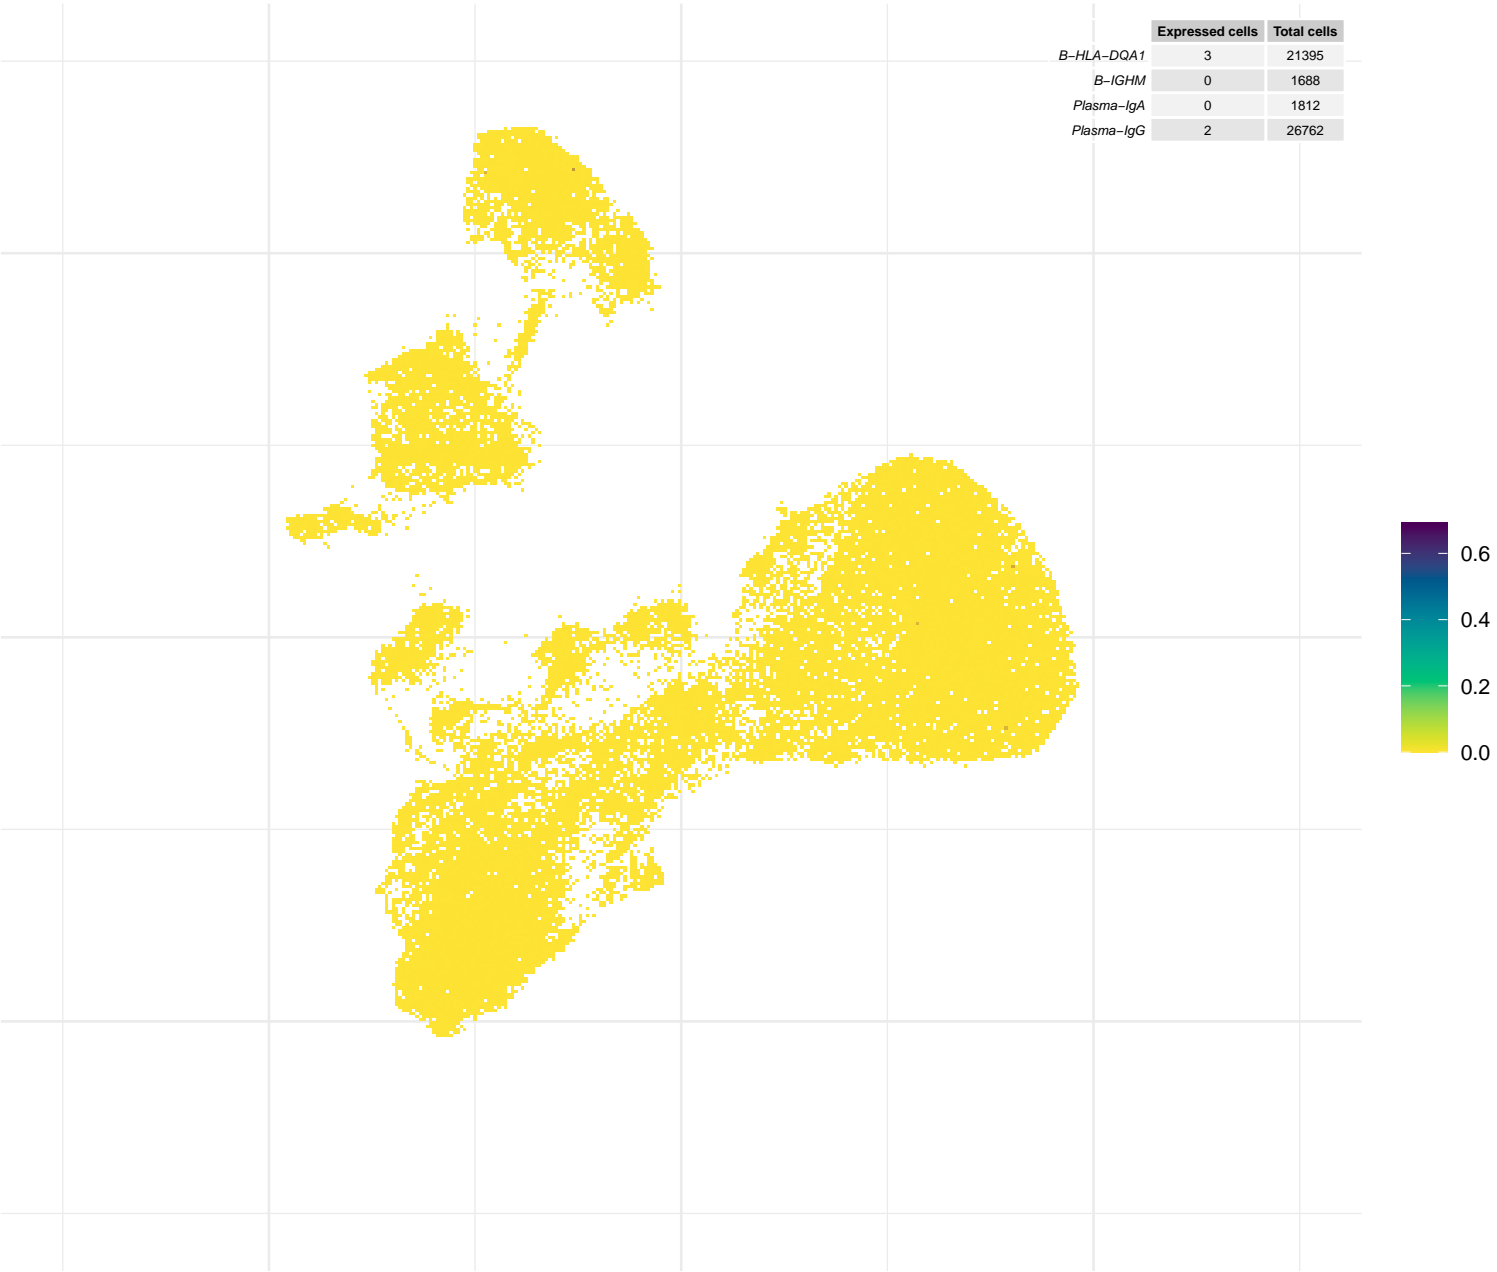 Expressed cells Total cells
B−HLA−DQA1 3 21395
B−IGHM 0 1688
Plasma−IgA 0 1812
Plasma−IgG 2 26762
0.6
0.4
0.2
0.0